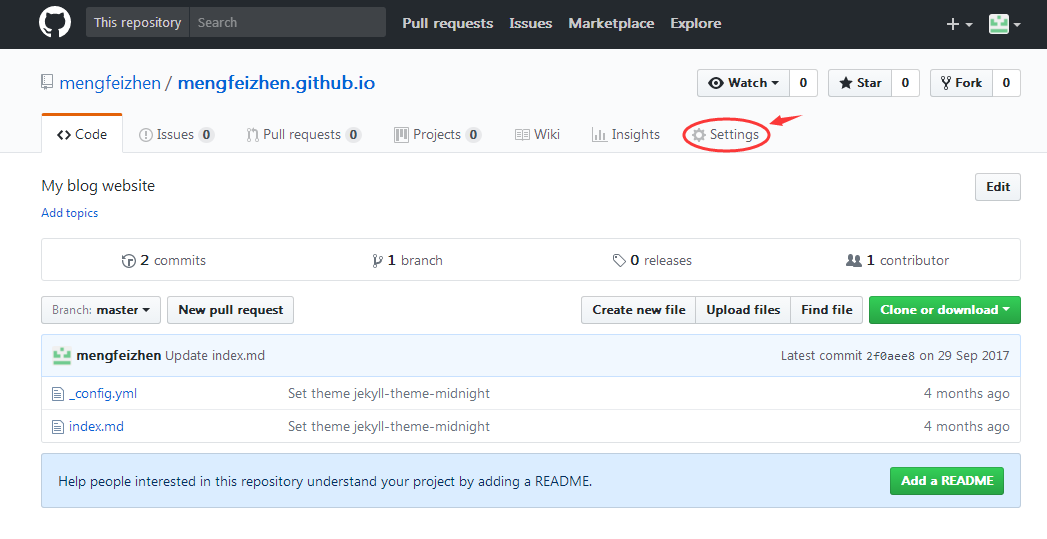 This repository Search Pull requests Issues Marketplace Explore
mengfeizhen / mengfeizhen.github.io Watch 0 Star 0 Fork 0
Code Issues 0 Pull requests 0 Projects 0 Wiki Insights Settings
My blog website Edit
Add topics
2 commits 1 branch 0 releases 1 contributor
Branch: master New pull request Create new file Upload files Find file Clone or download
mengfeizhen Update index.md Latest commit 2f0aee8 on 29 Sep 2017
_config.yml Set theme jekyll-theme-midnight 4 months ago
index.md Set theme jekyll-theme-midnight 4 months ago
Help people interested in this repository understand your project by adding a README. Add a README